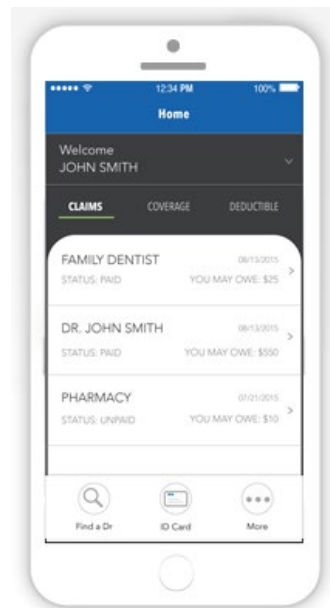 12:34 PM 100%
Home
Welcome
JOHN SMITH
CLAIMS COVERAGE DEDUCTIBLE
FAMILY DENTIST 08/13/2015
STATUS: PAID YOU MAY OWE: $25
DR. JOHN SMITH 08/13/2015
STATUS: PAID YOU MAY OWE: $550
PHARMACY 07/21/2015
STATUS: UNPAID YOU MAY OWE: $10
Find a Dr ID Card More